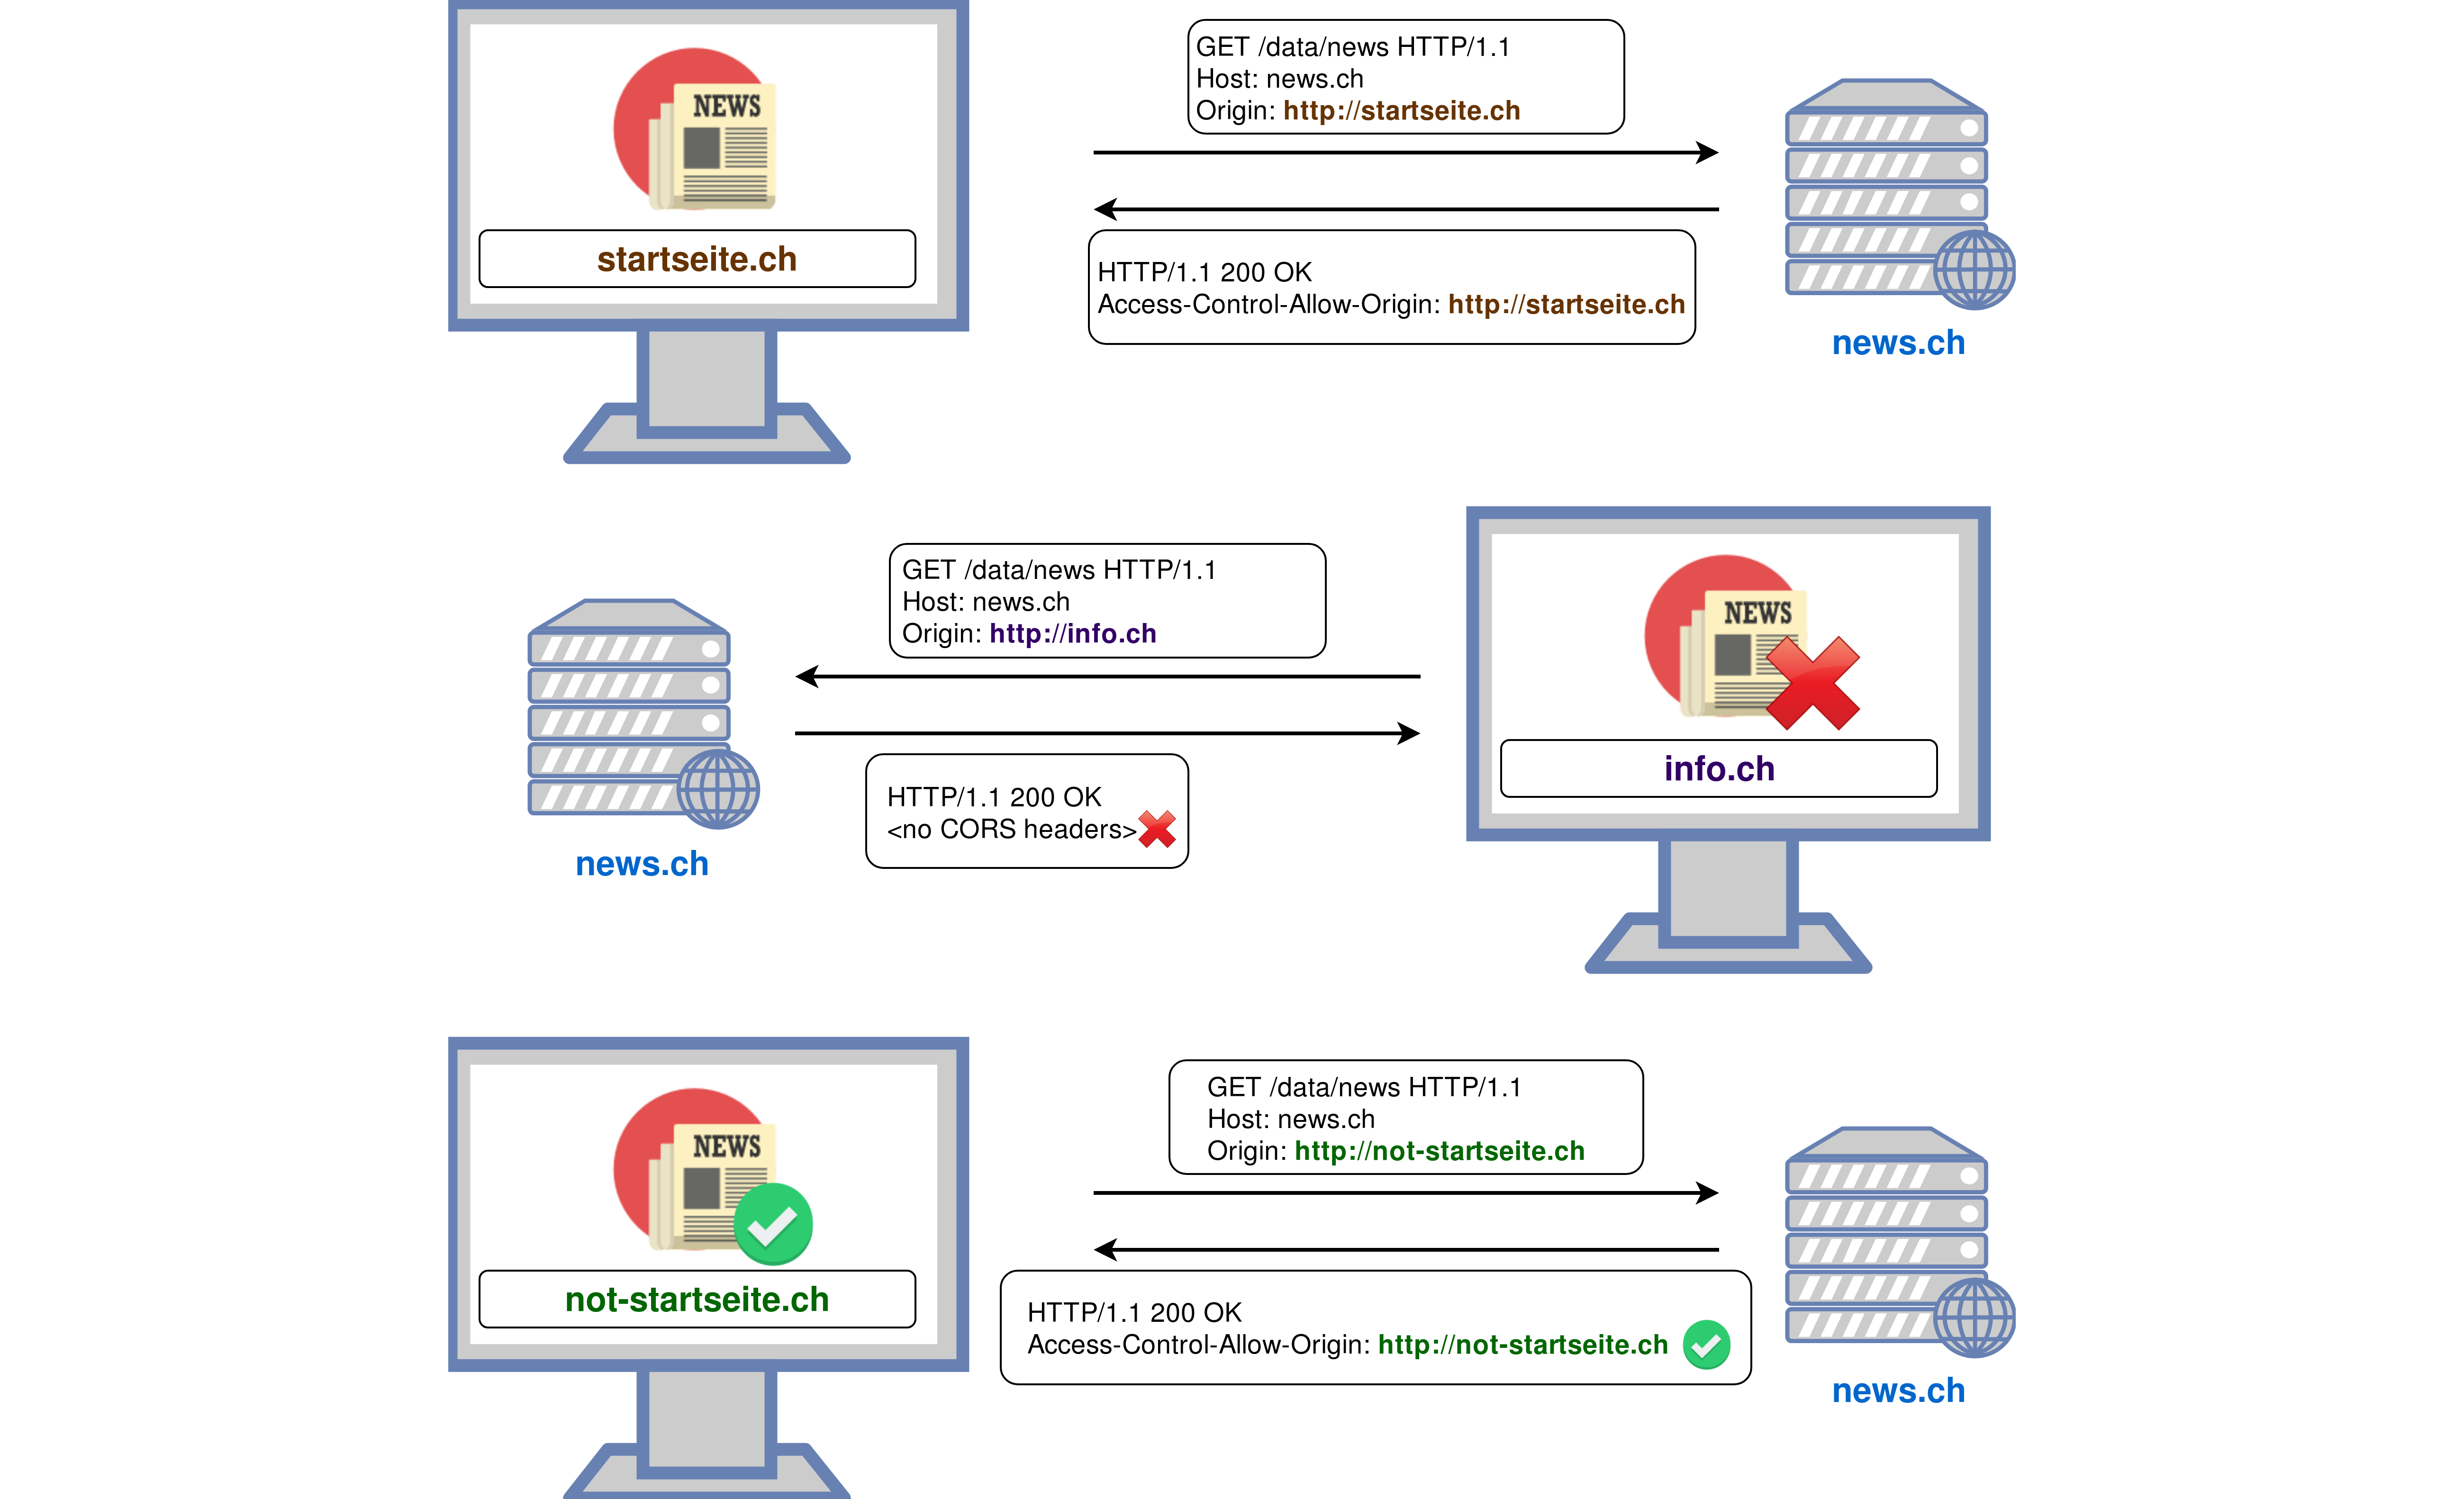 NEWS
startseite.ch
GET /data/news HTTP/1.1
Host: news.ch
Origin: http://startseite.ch
HTTP/1.1 200 OK
Access-Control-Allow-Origin: http://startseite.ch
news.ch
GET /data/news HTTP/1.1
Host: news.ch
Origin: http://info.ch
HTTP/1.1 200 OK
<no CORS headers>
news.ch
NEWS
info.ch
NEWS
not-startseite.ch
GET /data/news HTTP/1.1
Host: news.ch
Origin: http://not-startseite.ch
HTTP/1.1 200 OK
Access-Control-Allow-Origin: http://not-startseite.ch
news.ch